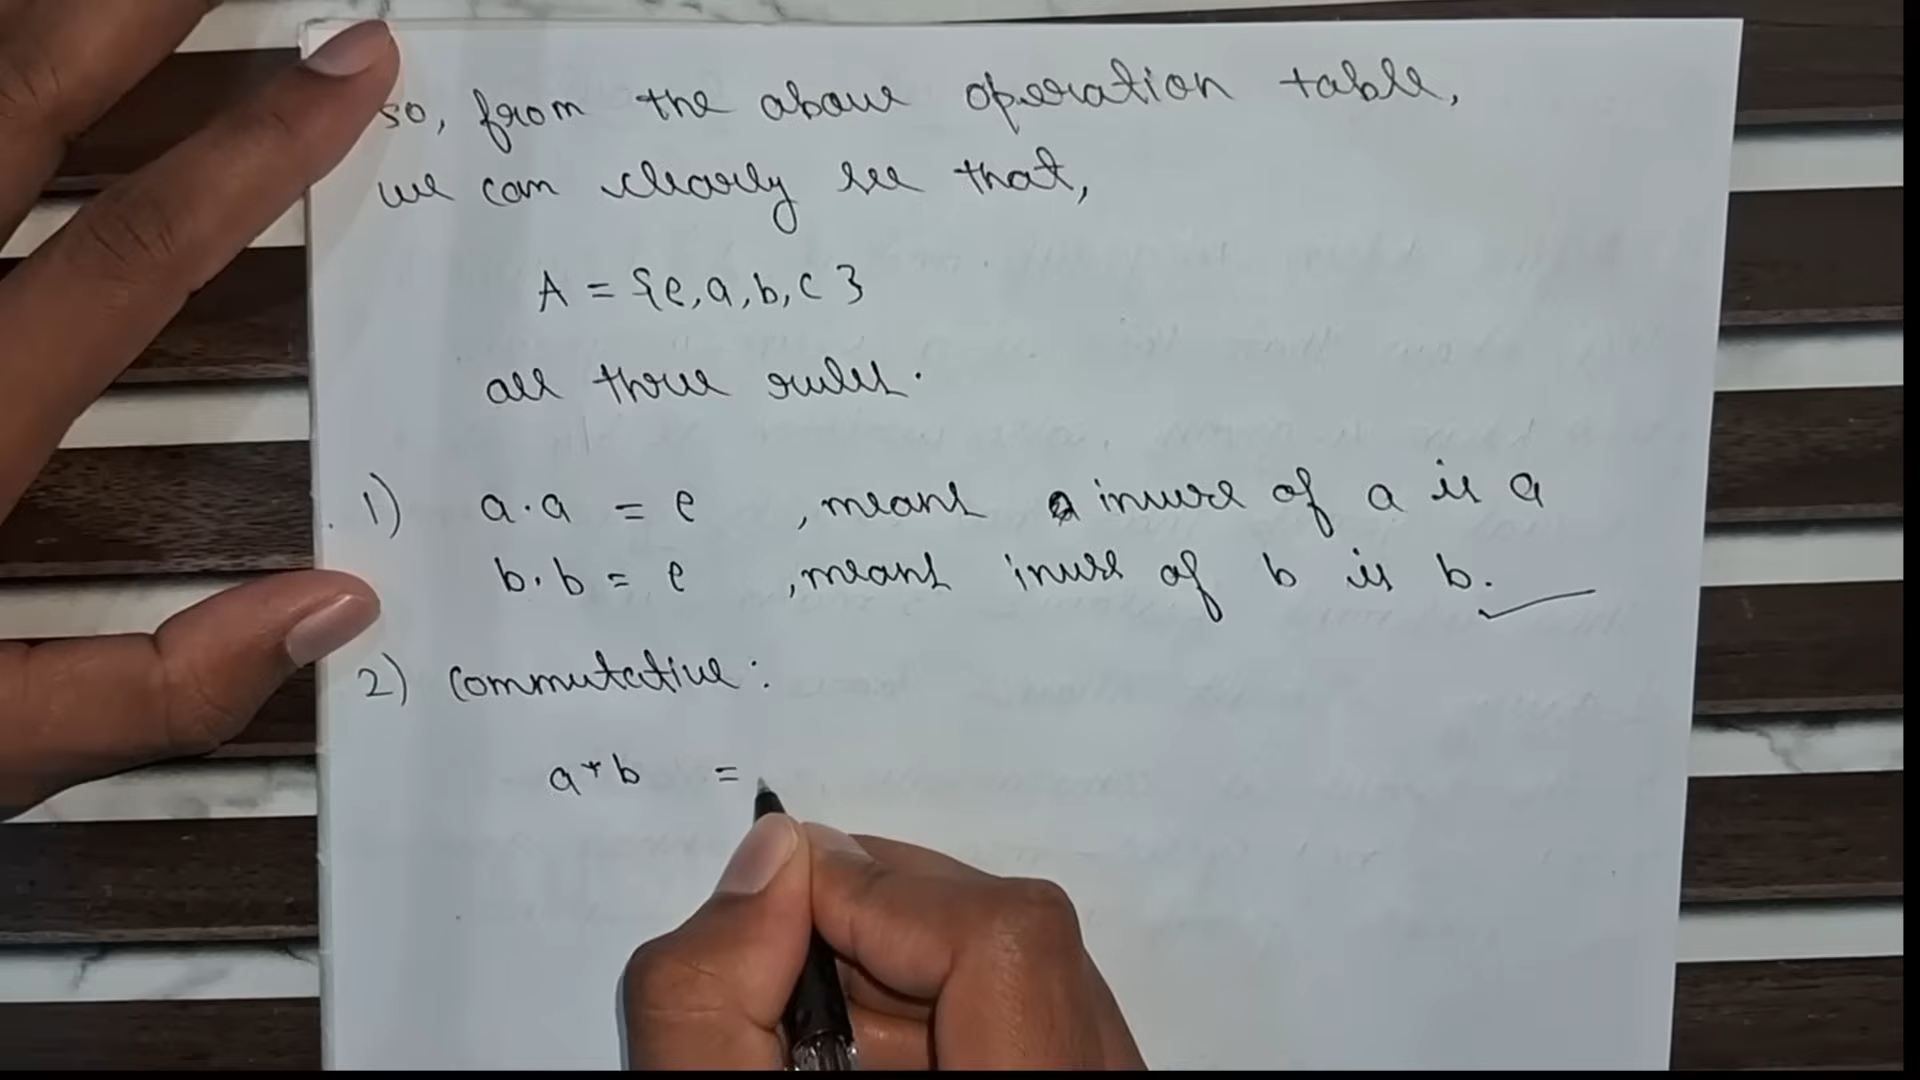 so, from the above operation table,
we can clearly see that,
A = {e, a, b, c}
all three rules.
1) a.a = e , means inverse of a is a
b.b = e , means inverse of b is b.
2) Commutative:
a*b =